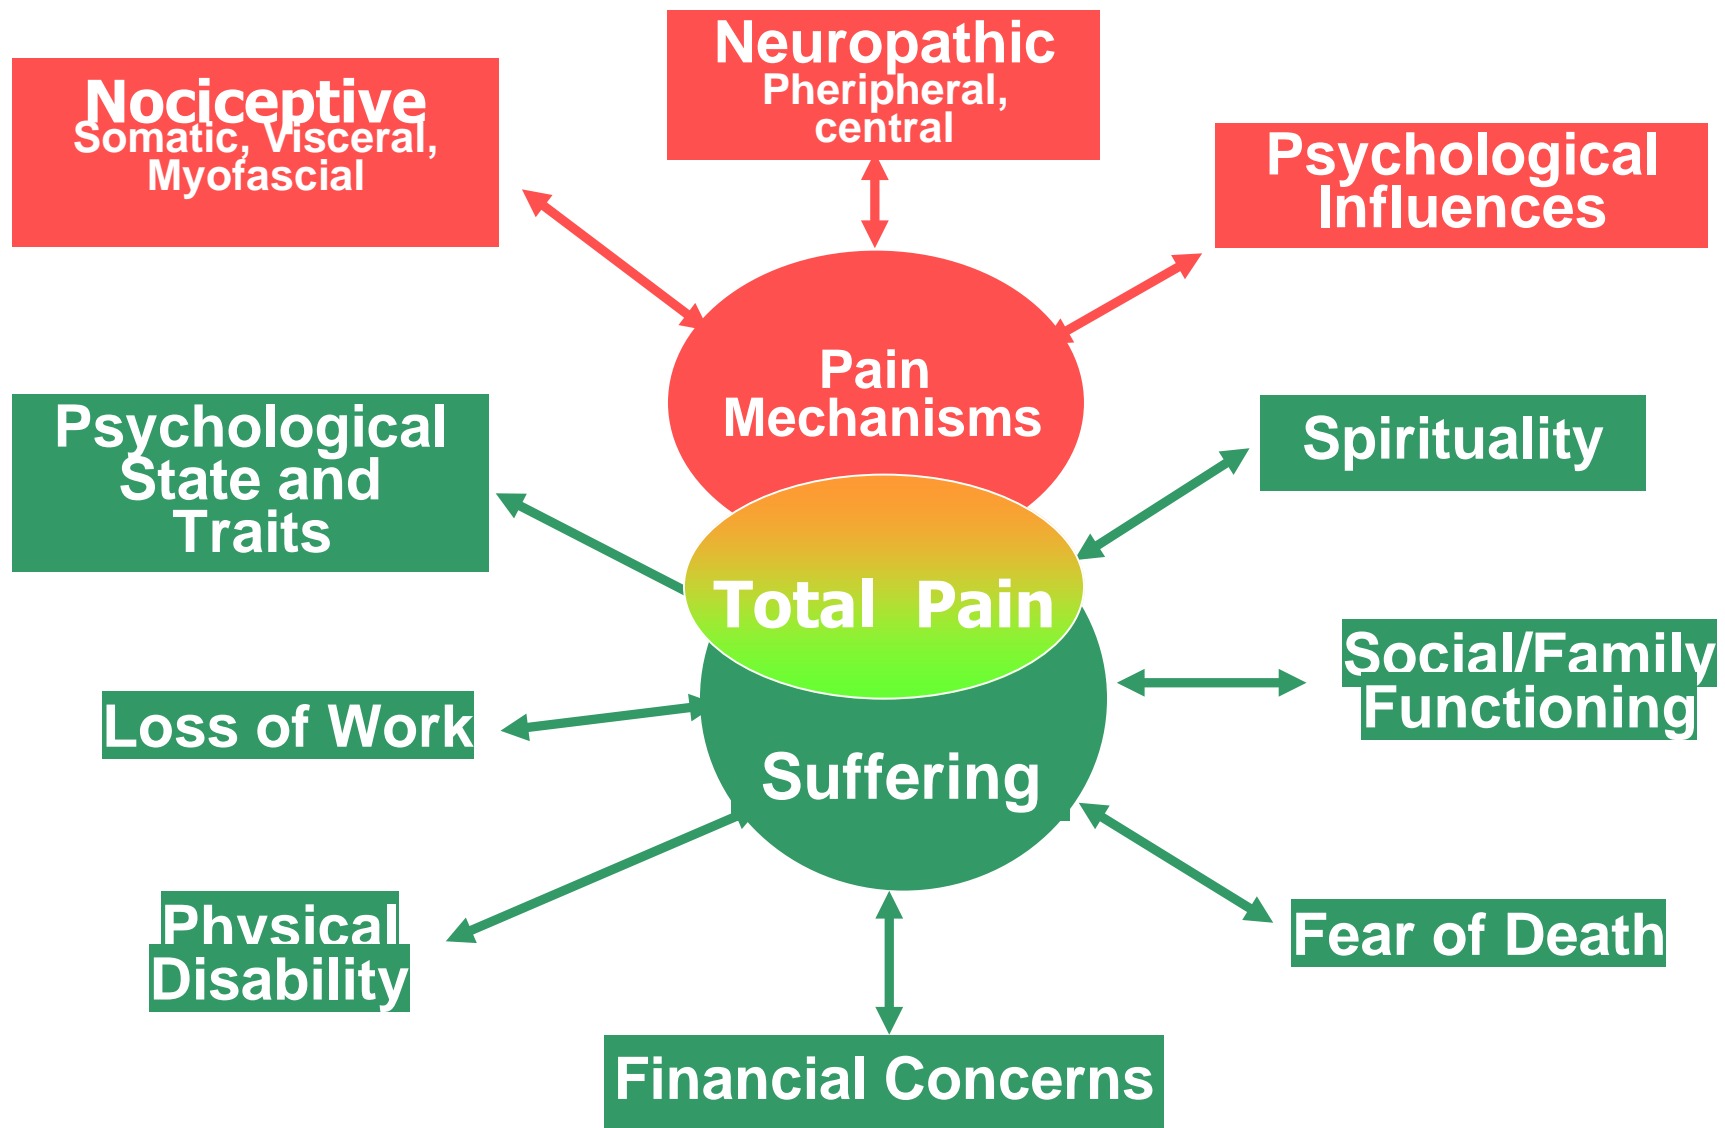 Neuropathic
Pheripheral,
central
Nociceptive
Somatic, Visceral,
Myofascial
Psychological
Influences
Pain
Mechanisms
Psychological
State and
Traits
Spirituality
Total Pain
Social/Family
Functioning
Loss of Work
Suffering
Physical
Disability
Fear of Death
Financial Concerns